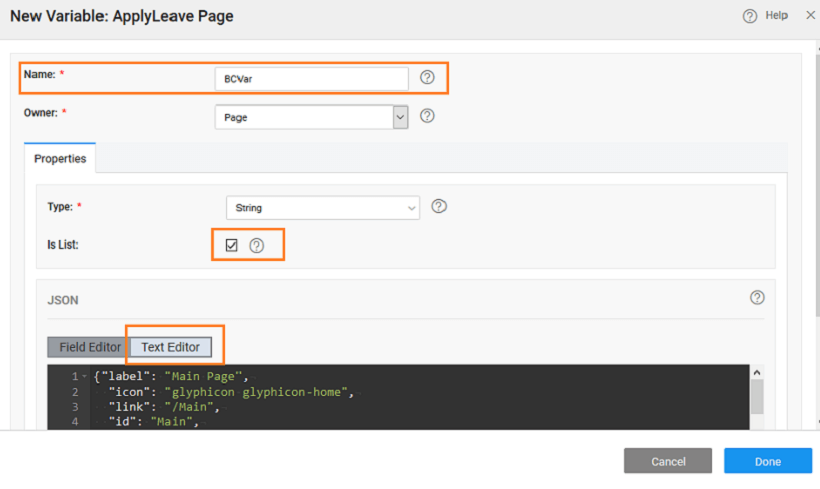 New Variable: ApplyLeave Page
Help
Name: *
BCVar
Owner: *
Page
Properties
Type: *
String
Is List:
JSON
Field Editor
Text Editor
1 {"label": "Main Page",
2 "icon": "glyphicon glyphicon-home",
3 "link": "/Main",
4 "id": "Main",
Cancel
Done